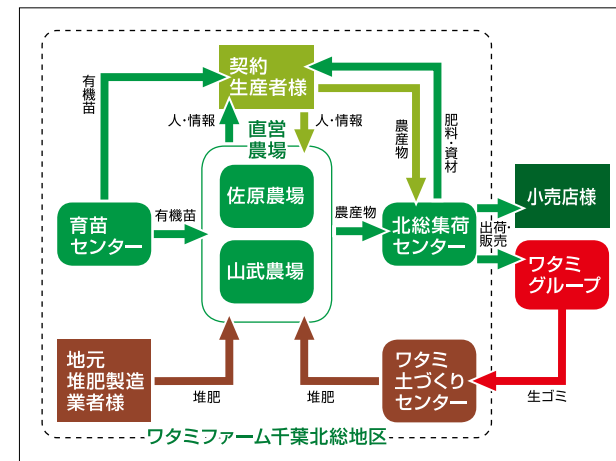 契約
生産者様
有機苗
人・情報
人・情報
直営
農場
農産物
肥料・資材
佐原農場
山武農場
育苗
センター
有機苗
農産物
北総集荷
センター
小売店様
出荷・
販売
ワタミ
グループ
地元
堆肥製造
業者様
堆肥
堆肥
ワタミ
土づくり
センター
生ゴミ
ワタミファーム千葉北総地区